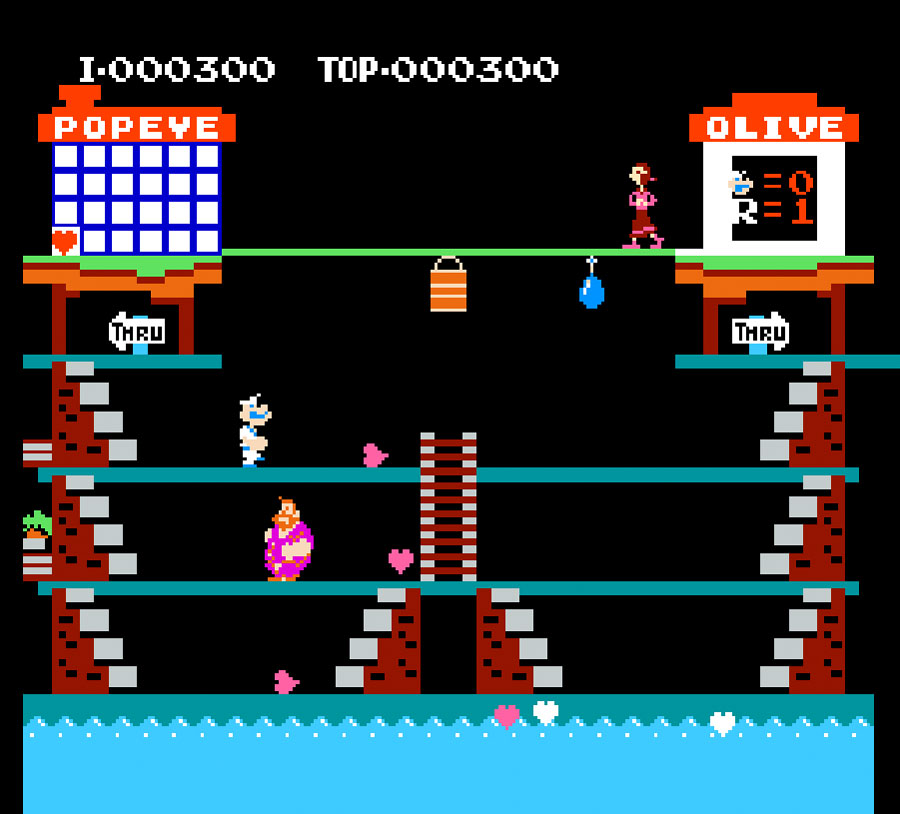 I-000300 TOP-000300
POPEYE
OLIVE
=0
R=1
THRU
THRU